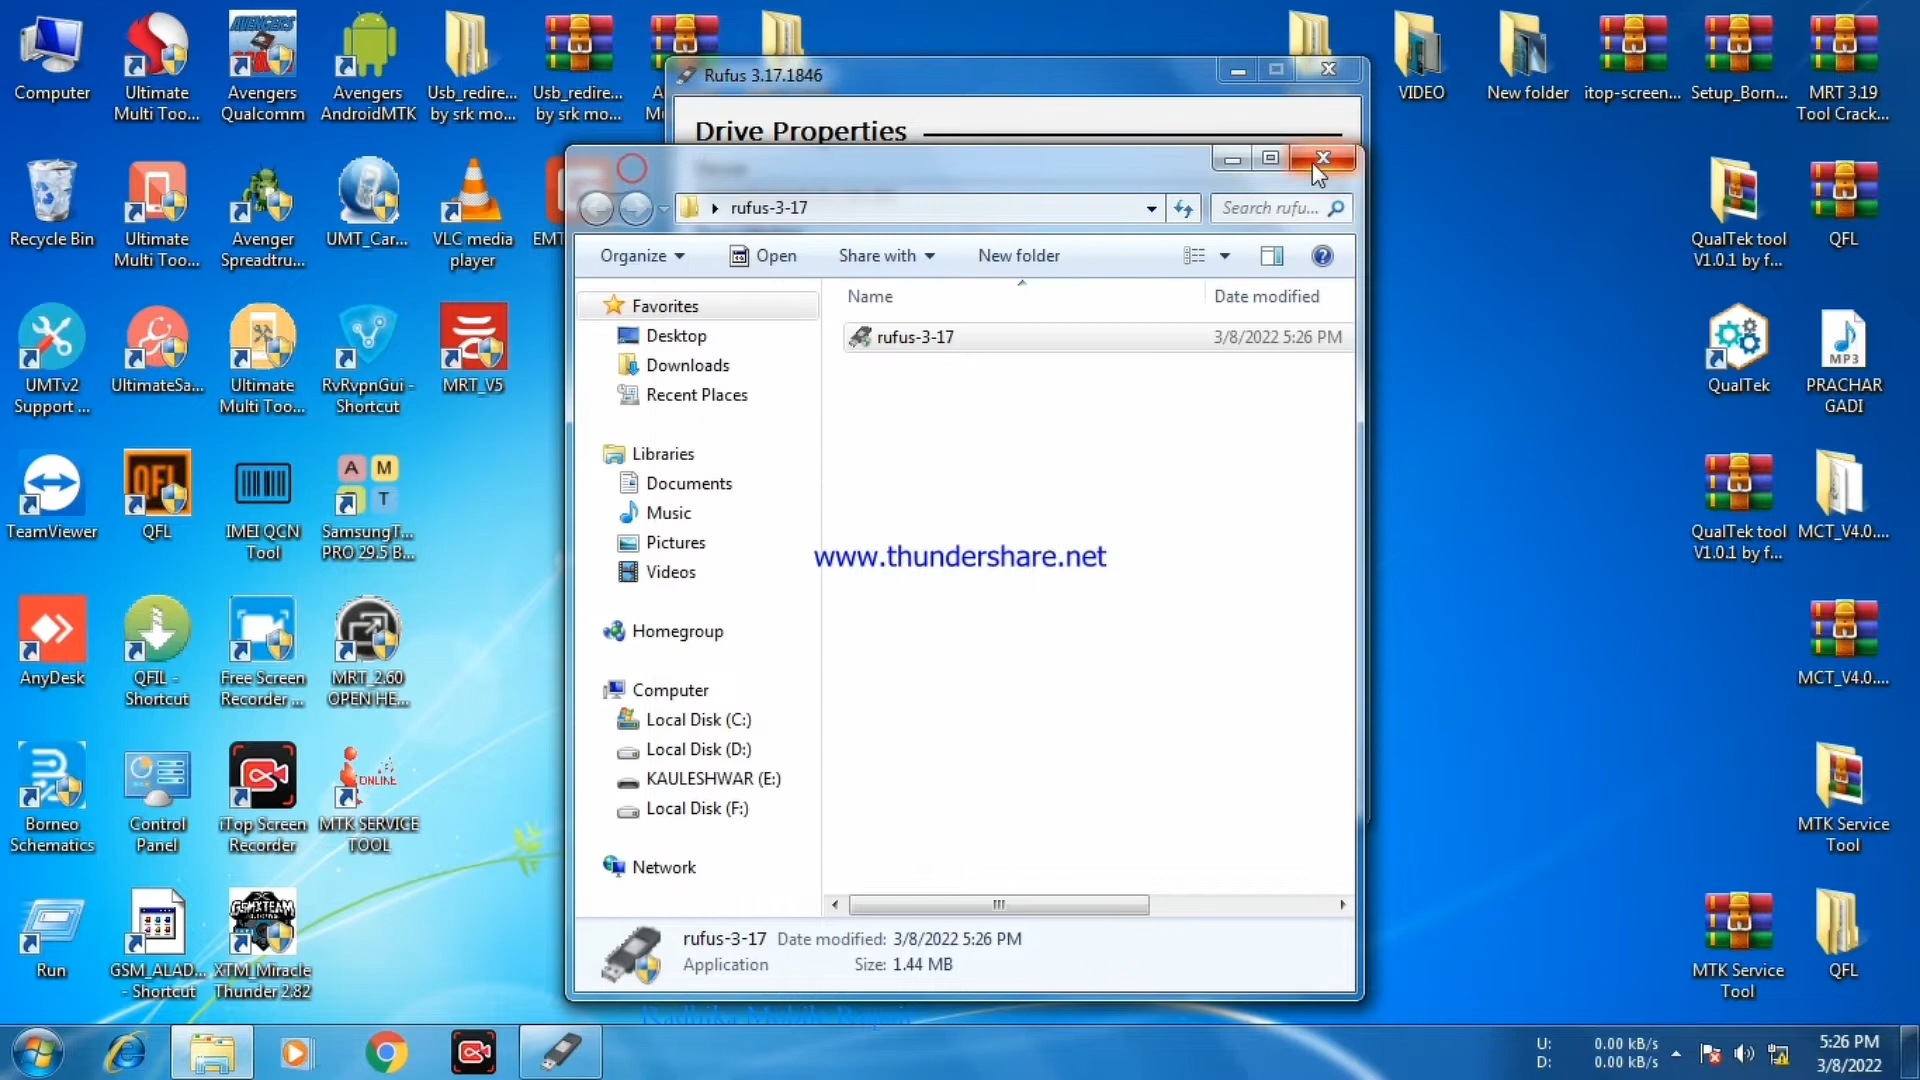 Computer
Ultimate
Multi Too...
AVENGERS
Avengers
Qualcomm
Avengers
AndroidMTK
Usb_redire...
by srk mo...
Usb_redire...
by srk mo...
Rufus 3.17.1846
Drive Properties
VIDEO
New folder
itop-screen...
Setup_Born...
MRT 3.19
Tool Crack...
Recycle Bin
Ultimate
Multi Too...
Avenger
Spreadtru...
UMT_Car...
VLC media
player
EMT
rufus-3-17
Search rufu...
Organize
Open
Share with
New folder
Name
Date modified
rufus-3-17
3/8/2022 5:26 PM
Favorites
Desktop
Downloads
Recent Places
Libraries
Documents
Music
Pictures
Videos
Homegroup
Computer
Local Disk (C:)
Local Disk (D:)
KAULESHWAR (E:)
Local Disk (F:)
Network
www.thundershare.net
rufus-3-17
Date modified: 3/8/2022 5:26 PM
Application
Size: 1.44 MB
QualTek tool
V1.0.1 by f...
QFL
UMTv2
Support ...
UltimateSa...
Ultimate
Multi Too...
RvRvpnGui -
Shortcut
MRT_V5
QualTek
MP3
PRACHAR
GADI
TeamViewer
QFL
QFL
IMEI QCN
Tool
A M
T
SamsungT...
PRO 29.5 B...
QualTek tool
V1.0.1 by f...
MCT_V4.0....
AnyDesk
QFIL -
Shortcut
Free Screen
Recorder ...
MRT_2.60
OPEN HE...
MCT_V4.0....
Borneo
Schematics
Control
Panel
iTop Screen
Recorder
ONLINE
MTK SERVICE
TOOL
MTK Service
Tool
Run
GSM_ALAD...
- Shortcut
GSMXTEAM
XTM_Miracle
Thunder 2.82
MTK Service
Tool
QFL
U: 0.00 kB/s
D: 0.00 kB/s
5:26 PM
3/8/2022